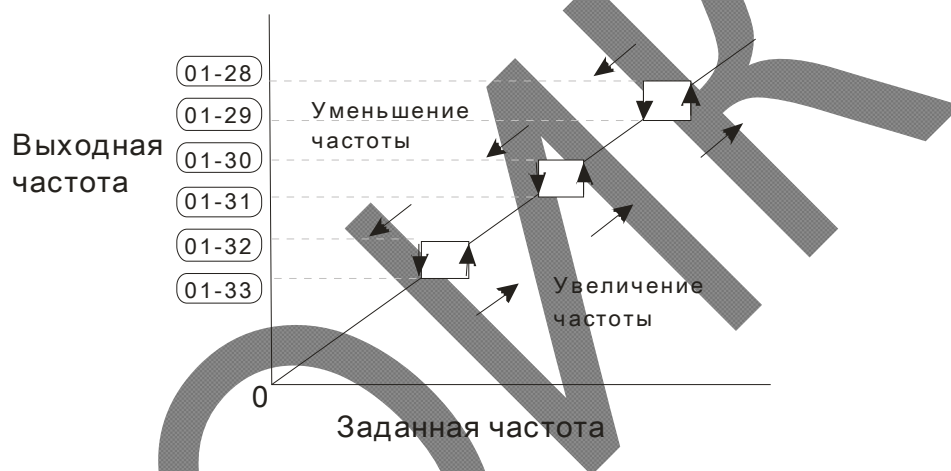 01-28
01-29
01-30
01-31
01-32
01-33
Выходная
частота
Уменьшение
частоты
Увеличение
частоты
0
Заданная частота